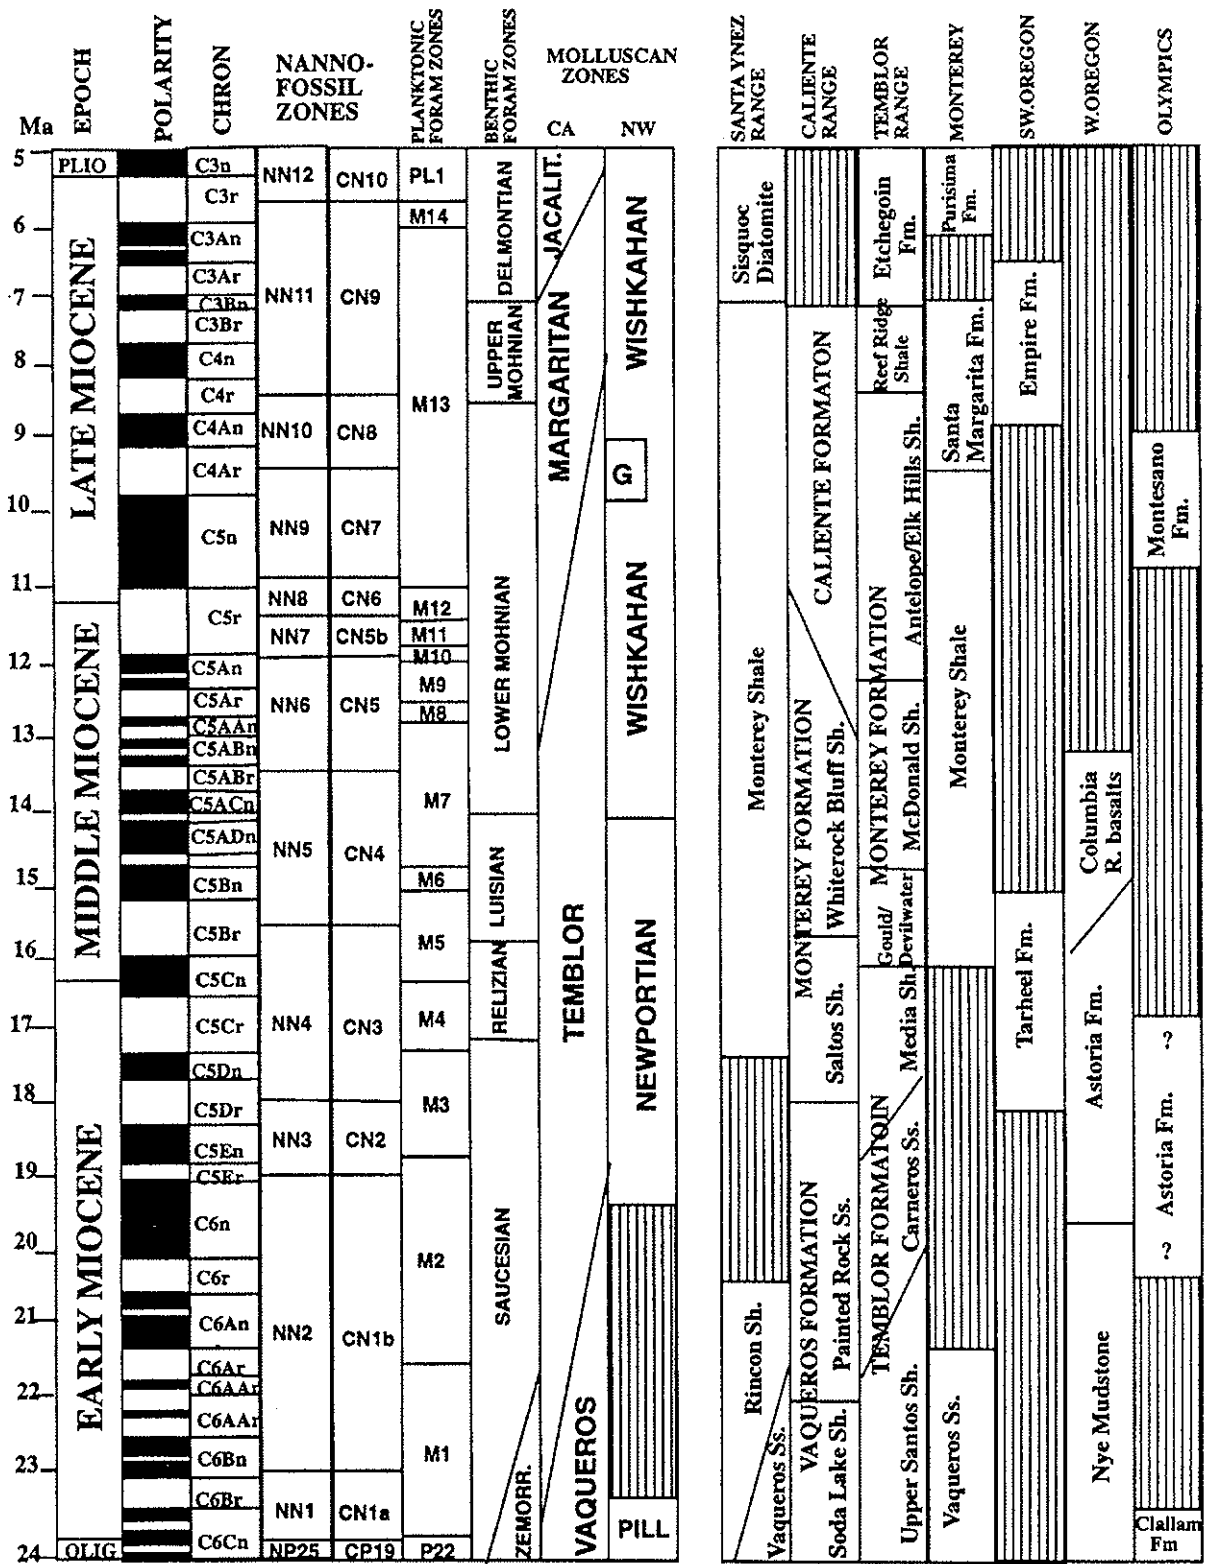 Ma
EPOCH
POLARITY
CHRON
NANNO-
FOSSIL
ZONES
PLANKTONIC
FORAM ZONES
BENTHIC
FORAM ZONES
MOLLUSCAN
ZONES
CA
NW
SANTA YNEZ
RANGE
CALIENTE
RANGE
TEMBLOR
RANGE
MONTEREY
SW.OREGON
W.OREGON
OLYMPICS
5
6
7
8
9
10
11
12
13
14
15
16
17
18
19
20
21
22
23
24
PLIO
LATE MIOCENE
MIDDLE MIOCENE
EARLY MIOCENE
OLIG
C3n
C3r
C3An
C3Ar
C3Bn
C3Br
C4n
C4r
C4An
C4Ar
C5n
C5r
C5An
C5Ar
C5AAn
C5ABn
C5ABr
C5ACn
C5ADn
C5Bn
C5Br
C5Cn
C5Cr
C5Dn
C5Dr
C5En
C5Er
C6n
C6r
C6An
C6Ar
C6AAr
C6AAr
C6Bn
C6Br
C6Cn
NN12
NN11
NN10
NN9
NN8
NN7
NN6
NN5
NN4
NN3
NN2
NN1
NP25
CN10
CN9
CN8
CN7
CN6
CN5b
CN5
CN4
CN3
CN2
CN1b
CN1a
CP19
PL1
M14
M13
M12
M11
M10
M9
M8
M7
M6
M5
M4
M3
M2
M1
P22
DELMONTIAN
UPPER
MOHNIAN
LOWER MOHNIAN
LUISIAN
RELIZIAN
SAUCESIAN
ZEMORR.
JACALIT.
MARGARITAN
TEMBLOR
VAQUEROS
WISHKAHAN
G
WISHKAHAN
NEWPORTIAN
PILL
Sisquoc
Diatomite
Monterey Shale
Rincon Sh.
Vaqueros Ss.
CALIENTE FORMATON
MONTEREY FORMATION
Whiterock Bluff Sh.
Saltos Sh.
VAQUEROS FORMATION
Painted Rock Ss.
Soda Lake Sh.
Etchegoin
Fm.
Reef Ridge
Shale
Antelope/Elk Hills Sh.
MONTEREY FORMATION
McDonald Sh.
Gould/
Devilwater
Media Sh.
TEMBLOR FORMATOIN
Carneros Ss.
Upper Santos Sh.
Purisima
Fm.
Santa
Margarita Fm.
Monterey Shale
Vaqueros Ss.
Empire Fm.
Tarheel Fm.
Columbia
R. basalts
Astoria Fm.
Nye Mudstone
Montesano
Fm.
?
Astoria Fm.
?
Clallam
Fm